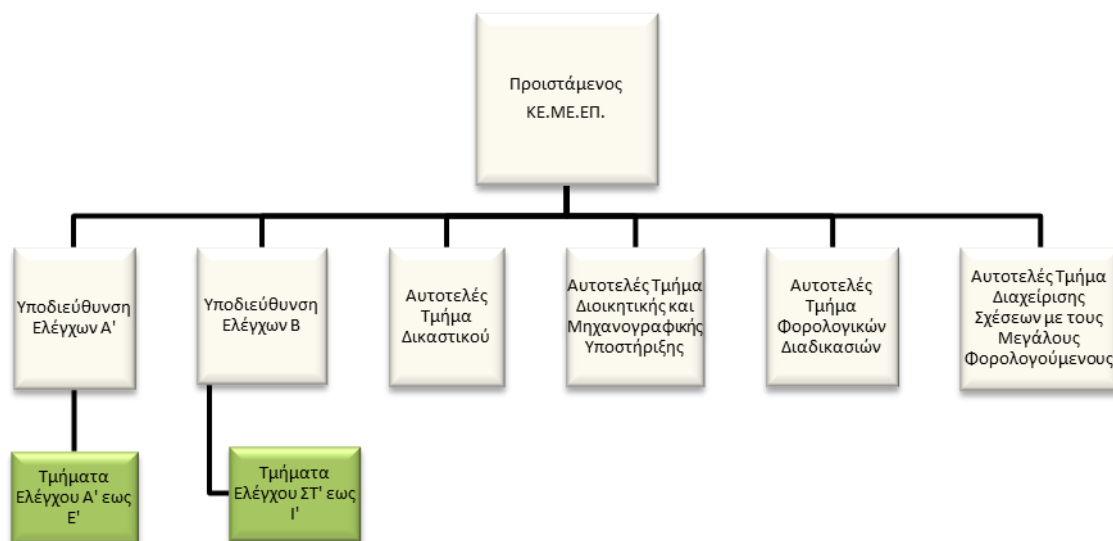 Προιστάμενος
ΚΕ.ΜΕ.ΕΠ.
Υποδιεύθυνση
Ελέγχων Α'
Υποδιεύθυνση
Ελέγχων Β
Αυτοτελές
Τμήμα
Δικαστικού
Αυτοτελές Τμήμα
Διοικητικής και
Μηχανογραφικής
Υποστήριξης
Αυτοτελές
Τμήμα
Φορολογικών
Διαδικασιών
Αυτοτελές Τμήμα
Διαχείρισης
Σχέσεων με τους
Μεγάλους
Φορολογούμενους
Τμήματα
Ελέγχου Α' εως
Ε'
Τμήματα
Ελέγχου ΣΤ' εως
Ι'